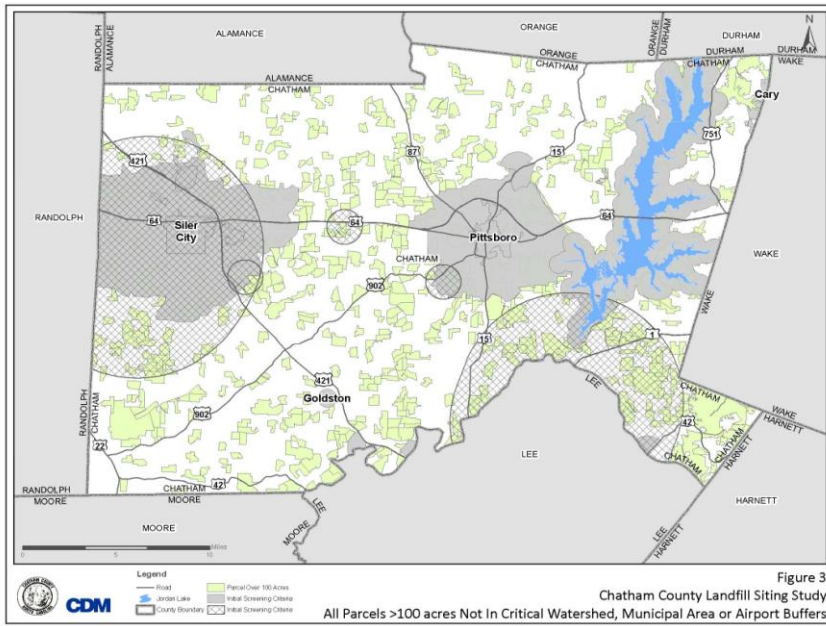 ALAMANCE
ORANGE
DURHAM
N
RANDOLPH
ALAMANCE
ORANGE
DURHAM
ORANGE
CHATHAM
DURHAM
CHATHAM
DURHAM
WAKE
ALAMANCE
CHATHAM
Cary
421
87
15
751
RANDOLPH
64
Siler
City
64
Pittsboro
64
CHATHAM
WAKE
902
WAKE
15
1
LEE
421
Goldston
902
RANDOLPH
CHATHAM
22
CHATHAM
WAKE
HARNETT
42
CHATHAM
HARNETT
CHATHAM
LEE
RANDOLPH
MOORE
CHATHAM
MOORE
42
LEE
MOORE
MOORE
LEE
HARNETT
HARNETT
0 5 10 Miles
Legend
Road
Jordan Lake
County Boundary
Parcel Over 100 Acres
Initial Screening Criteria
Initial Screening Criteria
CDM
Figure 3
Chatham County Landfill Siting Study
All Parcels >100 acres Not In Critical Watershed, Municipal Area or Airport Buffers